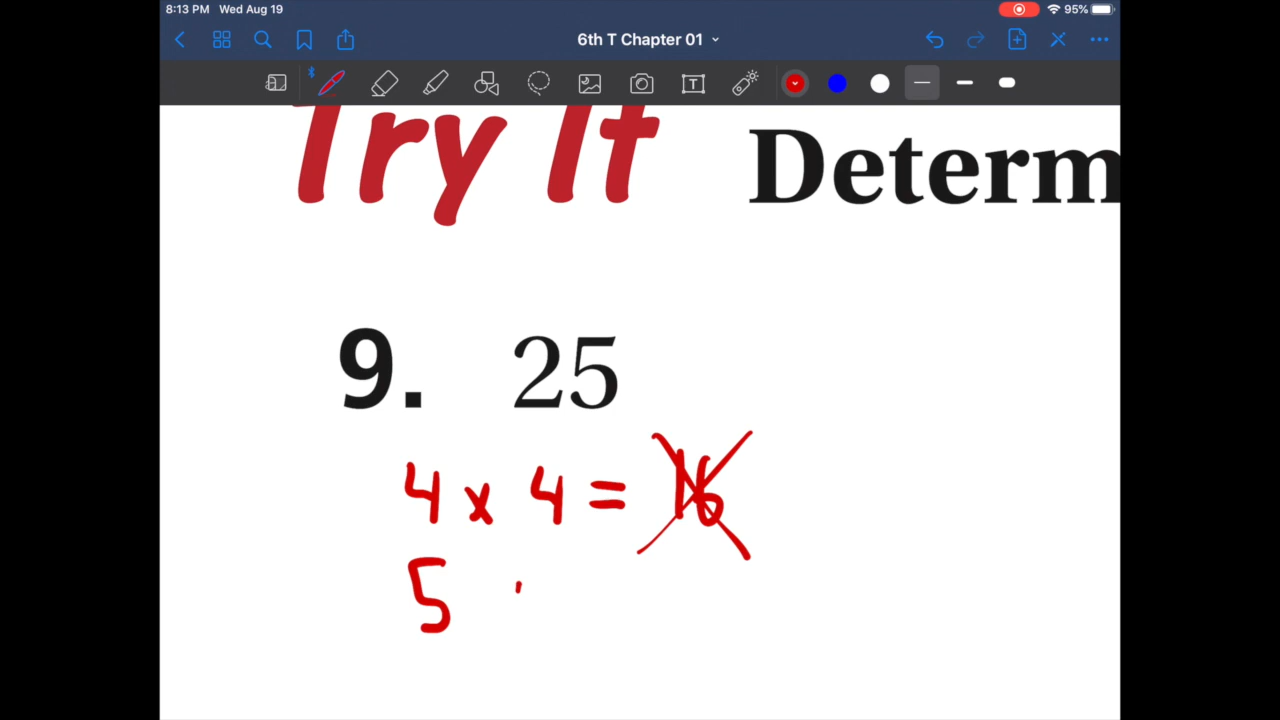 8:13 PM Wed Aug 19 95%
6th T Chapter 01
T
Try It Determ
9. 25
4 x 4 = 16
5